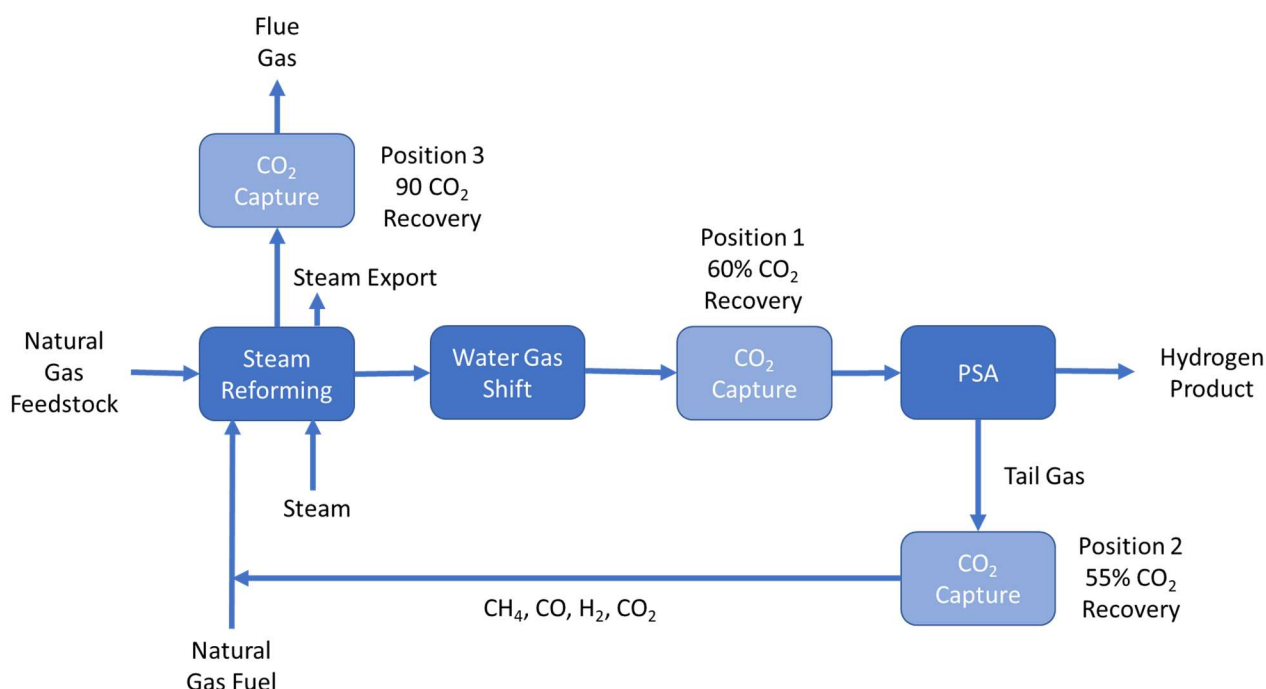 Flue
Gas
CO₂
Capture
Position 3
90 CO₂
Recovery
Steam Export
Position 1
60% CO₂
Recovery
Natural
Gas
Feedstock
Steam
Reforming
Water Gas
Shift
CO₂
Capture
PSA
Hydrogen
Product
Steam
Tail Gas
CO₂
Capture
Position 2
55% CO₂
Recovery
CH₄, CO, H₂, CO₂
Natural
Gas Fuel